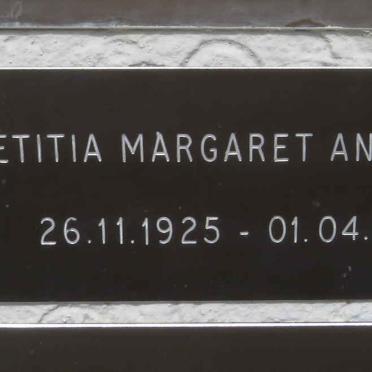 ETITIA MARGARET AN
26.11.1925 - 01.04.